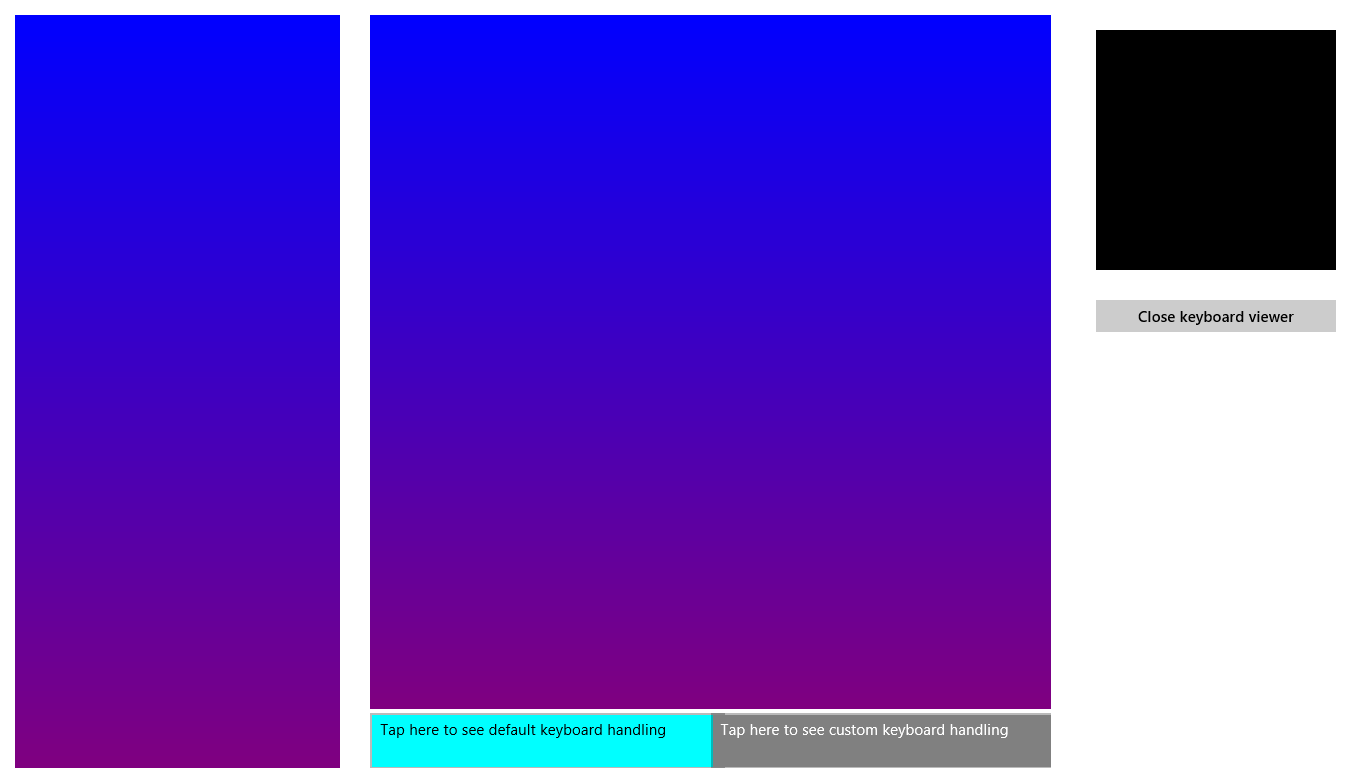 Close keyboard viewer
Tap here to see default keyboard handling
Tap here to see custom keyboard handling